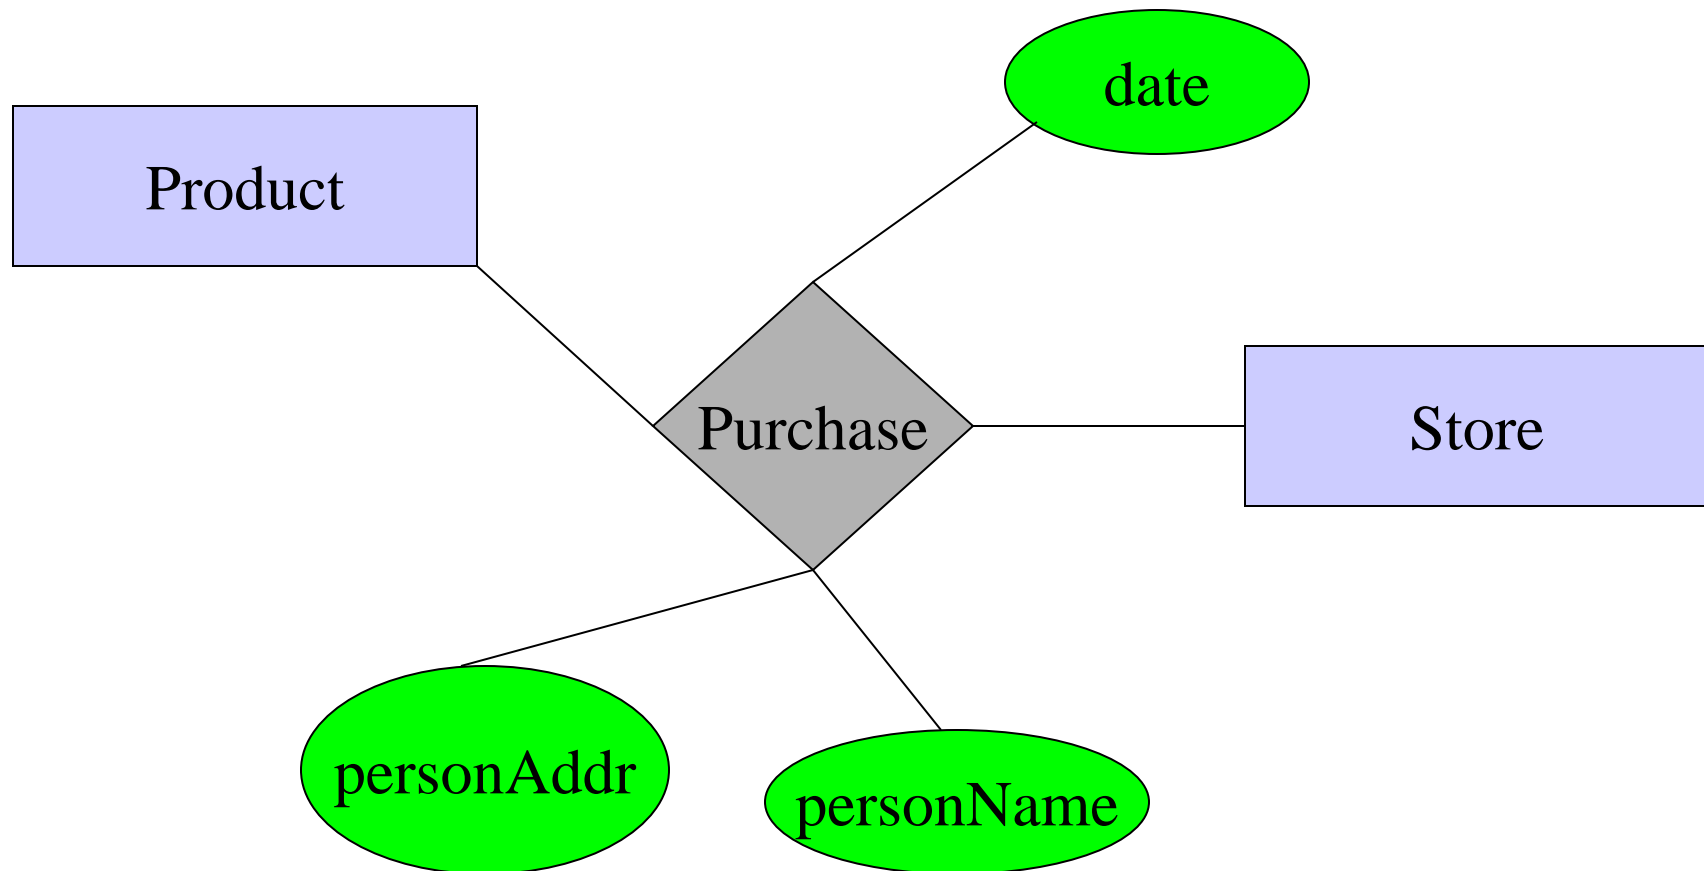 date
Product
Purchase
Store
personAddr
personName